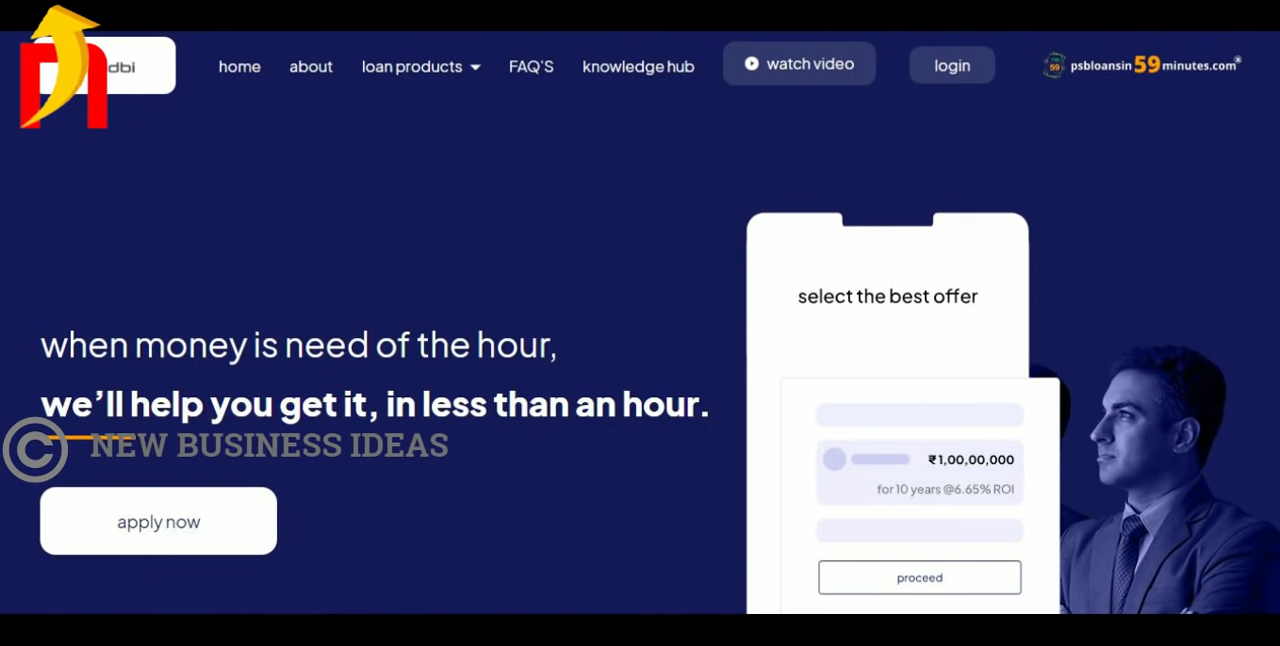 dbi
home about loan products FAQ'S knowledge hub watch video login psbloansin59minutes.com®
select the best offer
when money is need of the hour,
we'll help you get it, in less than an hour.
© NEW BUSINESS IDEAS
₹1,00,00,000
for 10 years @6.65% ROI
apply now
proceed